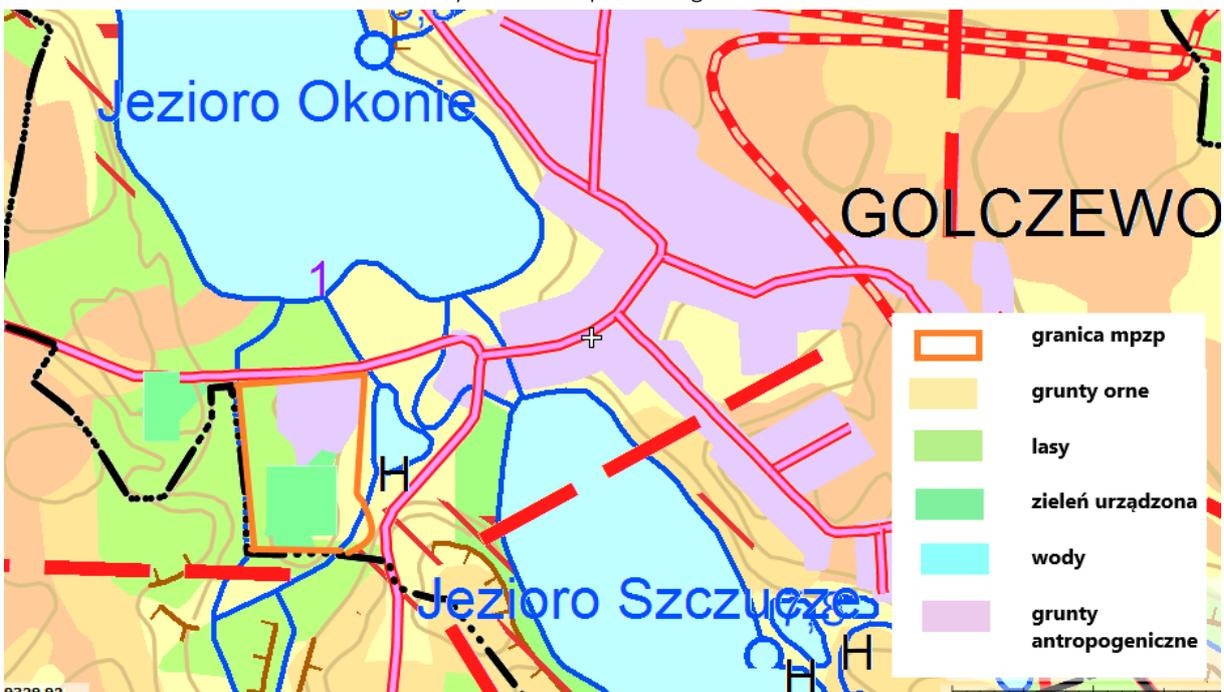 Jezioro Okonie
GOLCZEWO
1
granica mpzp
grunty orne
lasy
zieleń urządzona
H
wody
Jezioro Szczucze
grunty
antropogeniczne
H
H